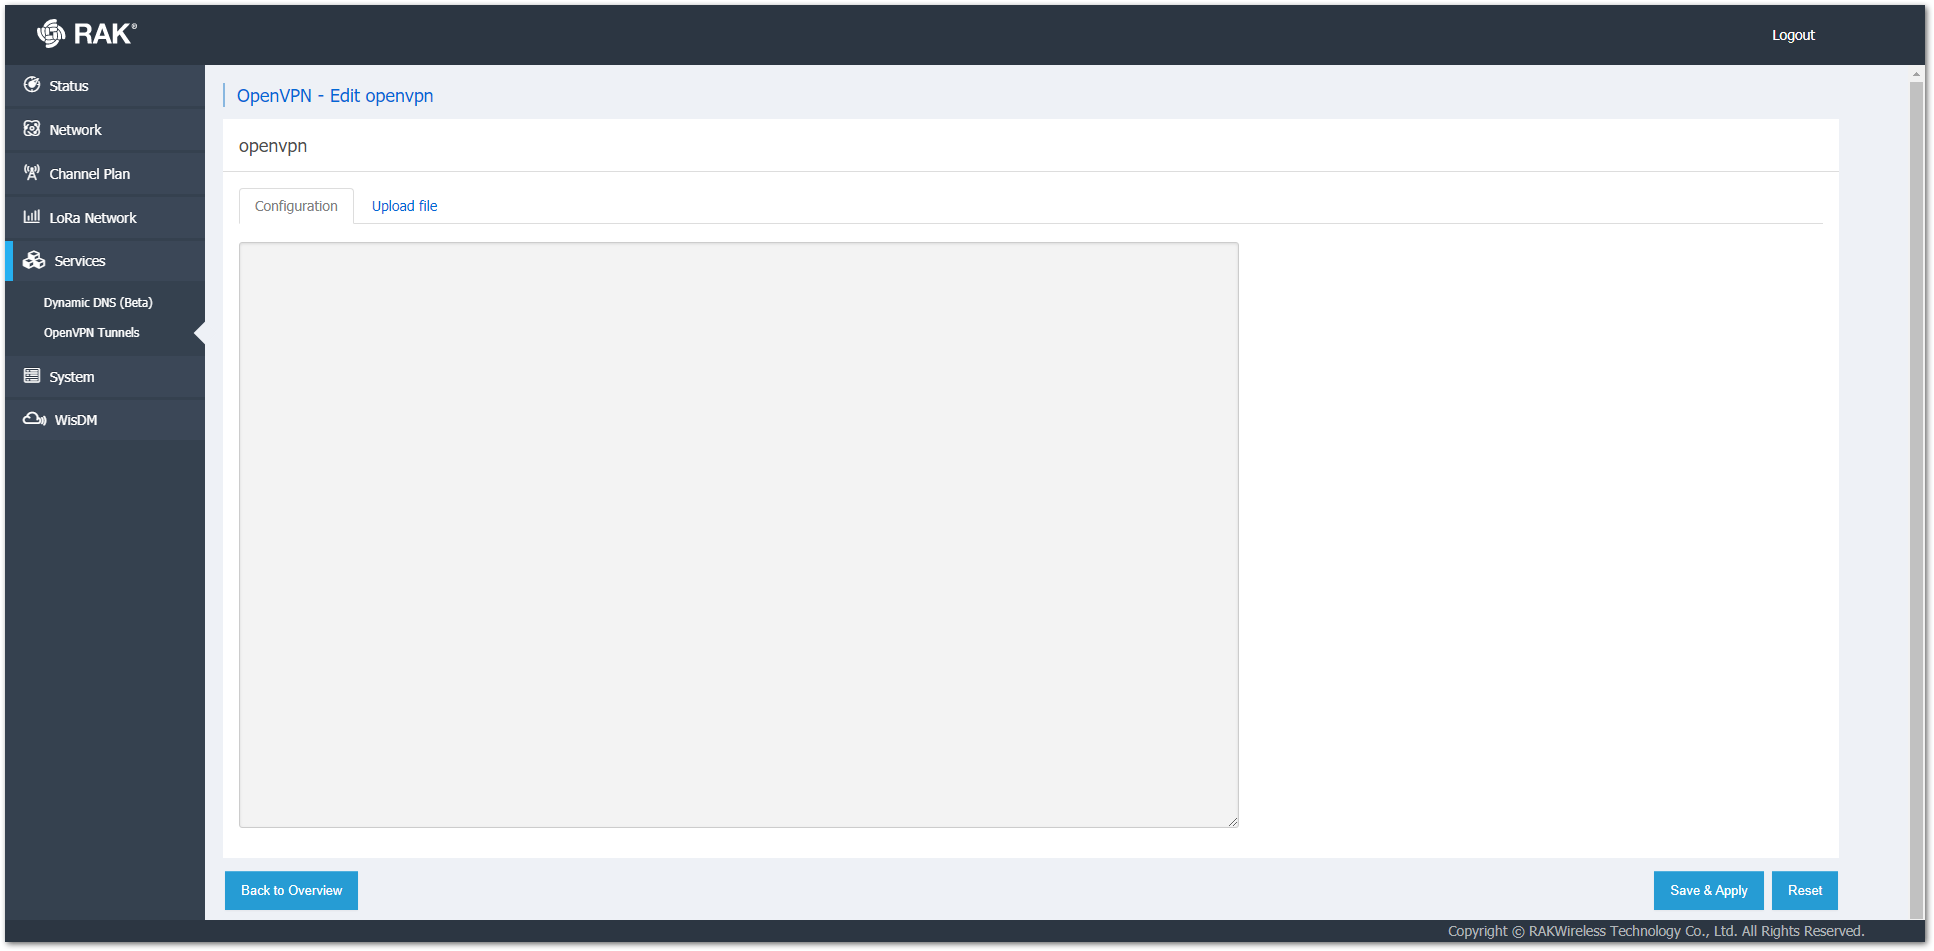 RAK®
Logout
Status
Network
Channel Plan
LoRa Network
Services
Dynamic DNS (Beta)
OpenVPN Tunnels
System
WisDM
OpenVPN - Edit openvpn
openvpn
Configuration
Upload file
Back to Overview
Save & Apply
Reset
Copyright © RAKWireless Technology Co., Ltd. All Rights Reserved.